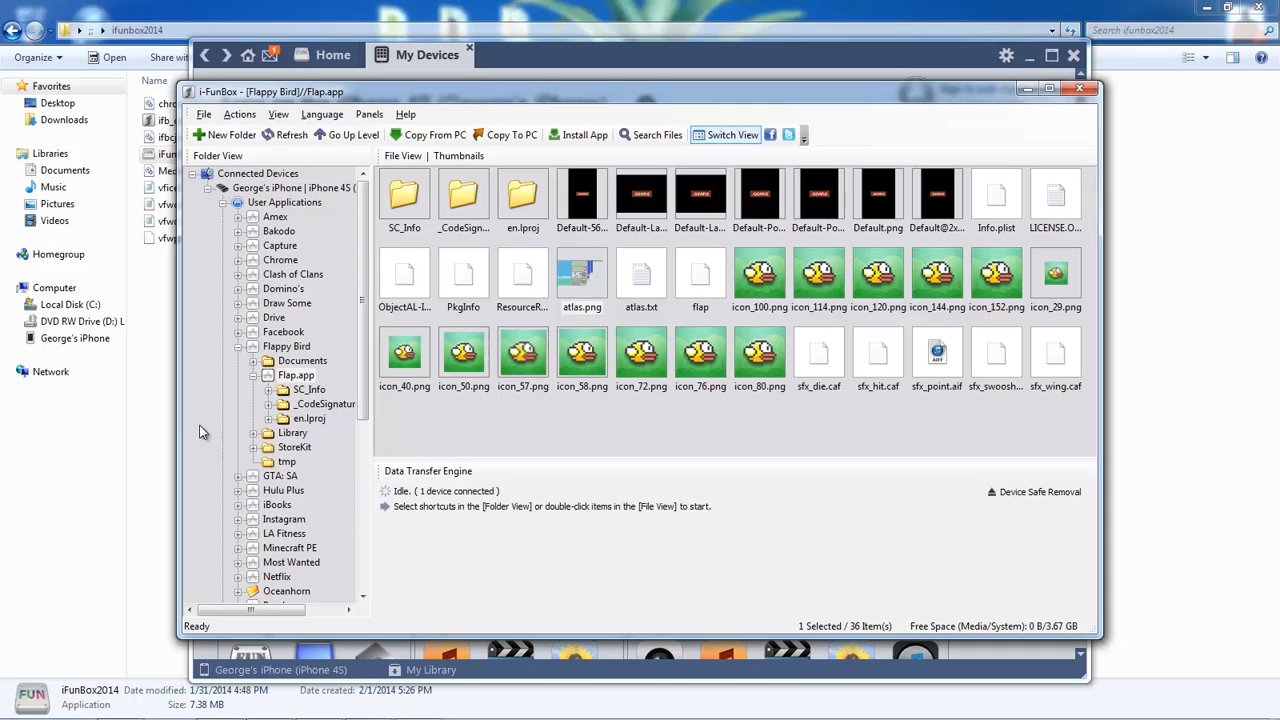 ifunbox2014
Search ifunbox2014
Organize
Open
Share with
Favorites
Desktop
Downloads
Libraries
Documents
Music
Pictures
Videos
Homegroup
Computer
Local Disk (C:)
DVD RW Drive (D:) L
George's iPhone
Network
Name
1
Home
My Devices
i-FunBox - [Flappy Bird]//Flap.app
File
Actions
View
Language
Panels
Help
New Folder
Refresh
Go Up Level
Copy From PC
Copy To PC
Install App
Search Files
Switch View
Folder View
Connected Devices
George's iPhone | iPhone 4S (
User Applications
Amex
Bakodo
Capture
Chrome
Clash of Clans
Domino's
Draw Some
Drive
Facebook
Flappy Bird
Documents
Flap.app
SC_Info
_CodeSignatur
en.lproj
Library
StoreKit
tmp
GTA: SA
Hulu Plus
iBooks
Instagram
LA Fitness
Minecraft PE
Most Wanted
Netflix
Oceanhorn
File View | Thumbnails
SC_Info _CodeSign... en.lproj Default-56... Default-La... Default-La... Default-Po... Default-Po... Default.png Default@2x... Info.plist LICENSE.O...
ObjectAL-I... PkgInfo ResourceR... atlas.png atlas.txt flap icon_100.png icon_114.png icon_120.png icon_144.png icon_152.png icon_29.png
icon_40.png icon_50.png icon_57.png icon_58.png icon_72.png icon_76.png icon_80.png sfx_die.caf sfx_hit.caf sfx_point.aif sfx_swoosh... sfx_wing.caf
Data Transfer Engine
Idle. ( 1 device connected )
Device Safe Removal
Select shortcuts in the [Folder View] or double-click items in the [File View] to start.
Ready
1 Selected / 36 Item(s)
Free Space (Media/System): 0 B/3.67 GB
George's iPhone (iPhone 4S)
My Library
FUN
iFunBox2014
Date modified: 1/31/2014 4:48 PM
Date created: 2/1/2014 5:26 PM
Application
Size: 7.38 MB